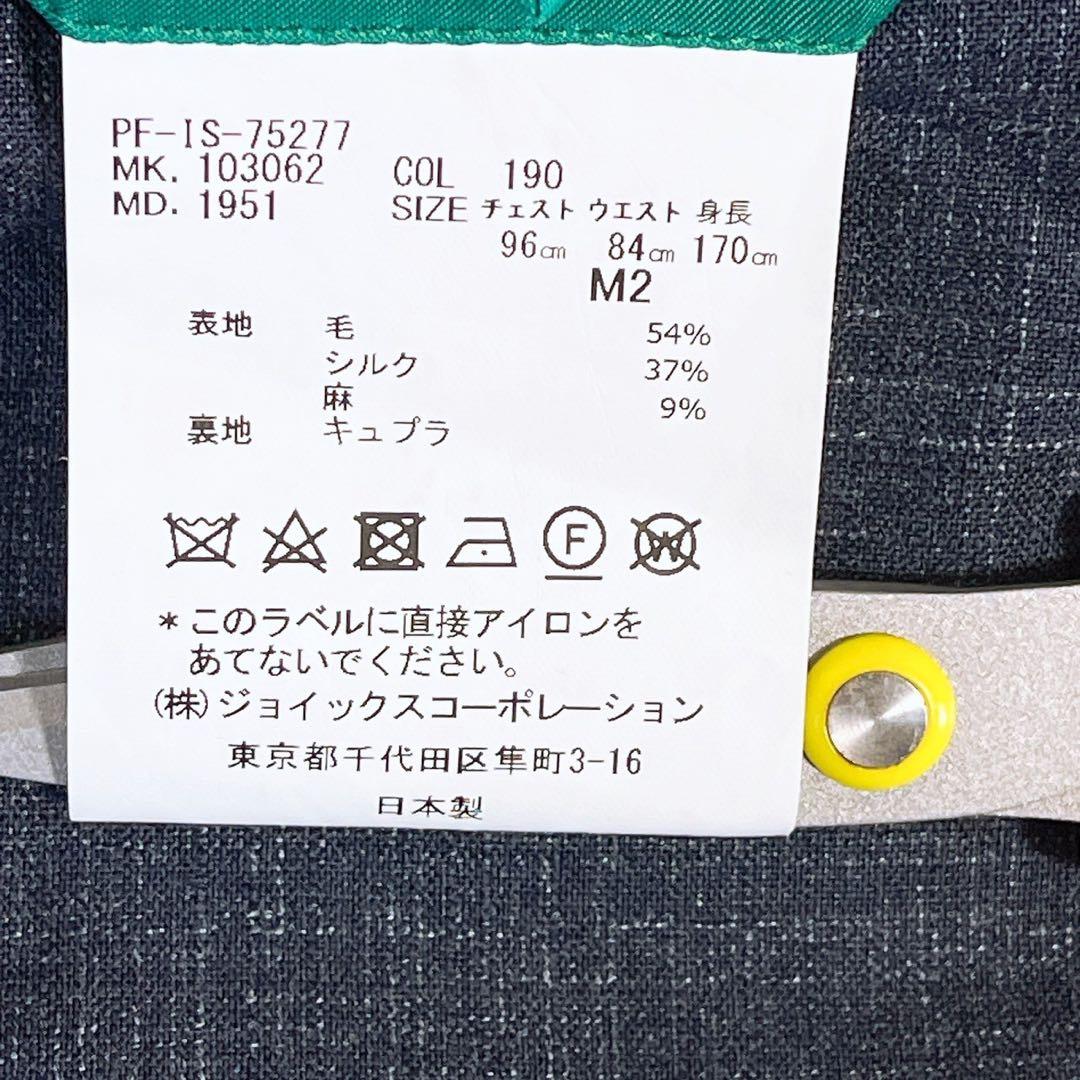 PF-IS-75277
MK. 103062 COL 190
MD. 1951 SIZE チェスト ウエスト 身長
96㎝ 84㎝ 170㎝
M2
表地 毛 54%
シルク 37%
麻 9%
裏地 キュプラ
F W
*このラベルに直接アイロンを
あてないでください。
(株)ジョイックスコーポレーション
東京都千代田区隼町3-16
日本製